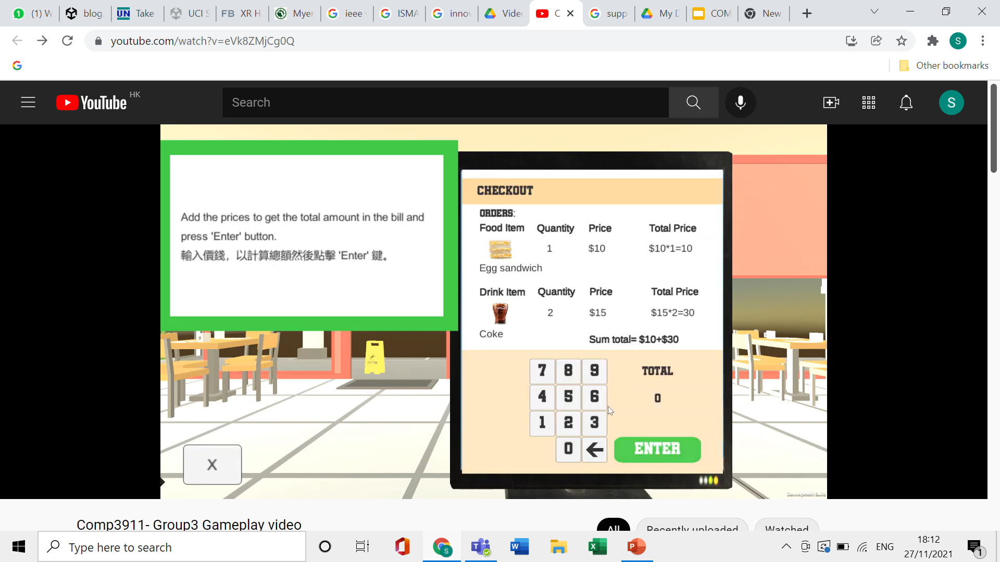 (1) W
blog.
UN Take
UCI S
FB XR H
Myer
ieee
ISMA
innov
Video
C
supp
My D
COM
New
youtube.com/watch?v=eVk8ZMjCg0Q
S
Other bookmarks
YouTube HK
Search
S
Add the prices to get the total amount in the bill and
press 'Enter' button.
輸入價錢，以計算總額然後點擊 'Enter' 鍵。
X
CHECKOUT
ORDERS:
Food Item Quantity Price Total Price
1 $10 $10*1=10
Egg sandwich
Drink Item Quantity Price Total Price
2 $15 $15*2=30
Coke
Sum total= $10+$30
7 8 9 TOTAL
4 5 6 0
1 2 3
0 ENTER
CAUTION
Development Build
Comp3911- Group3 Gameplay video
All Recently uploaded Watched
Type here to search
ENG
18:12
27/11/2021
1